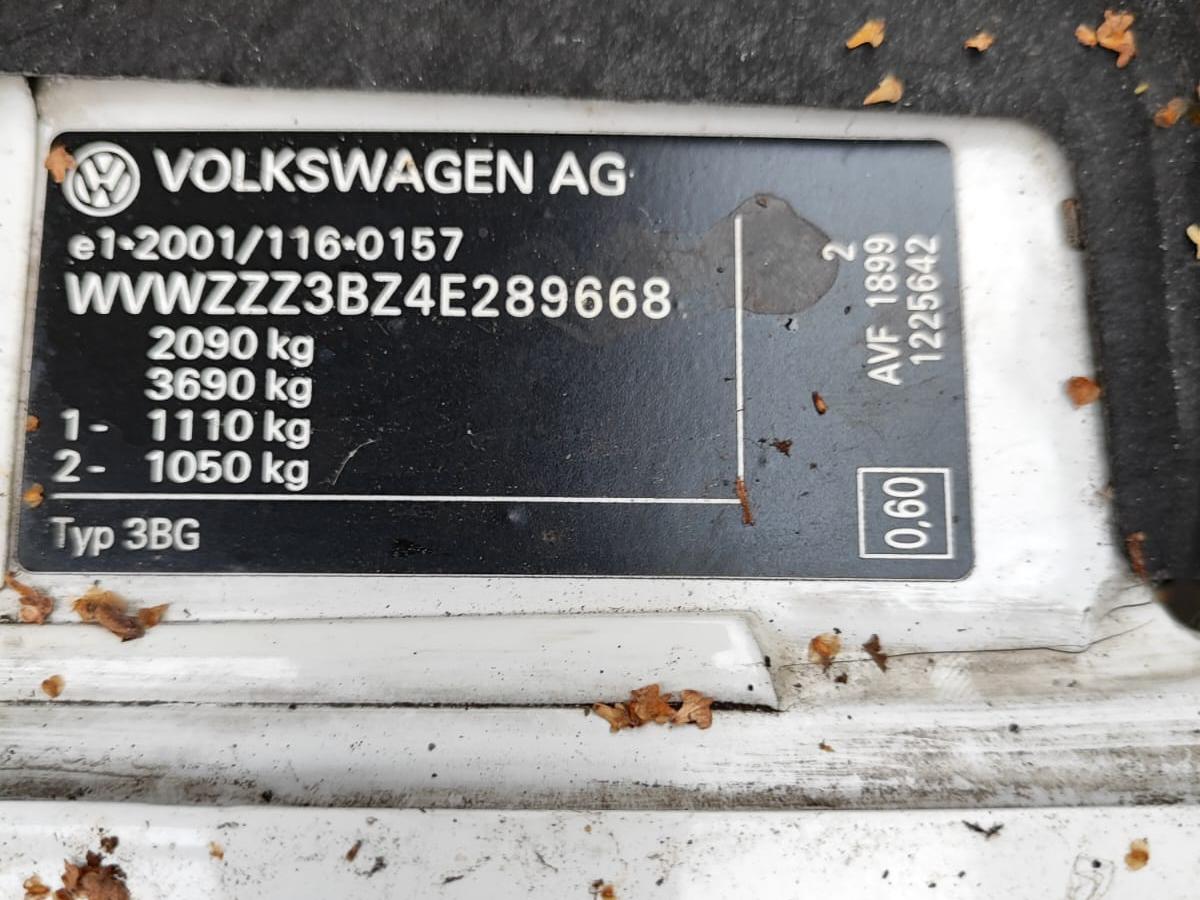 VOLKSWAGEN AG
e1*2001/116*0157
WVWZZZ3BZ4E289668
2090 kg
3690 kg
1- 1110 kg
2- 1050 kg
Typ 3BG
2
AVF 1899
1225642
0,60